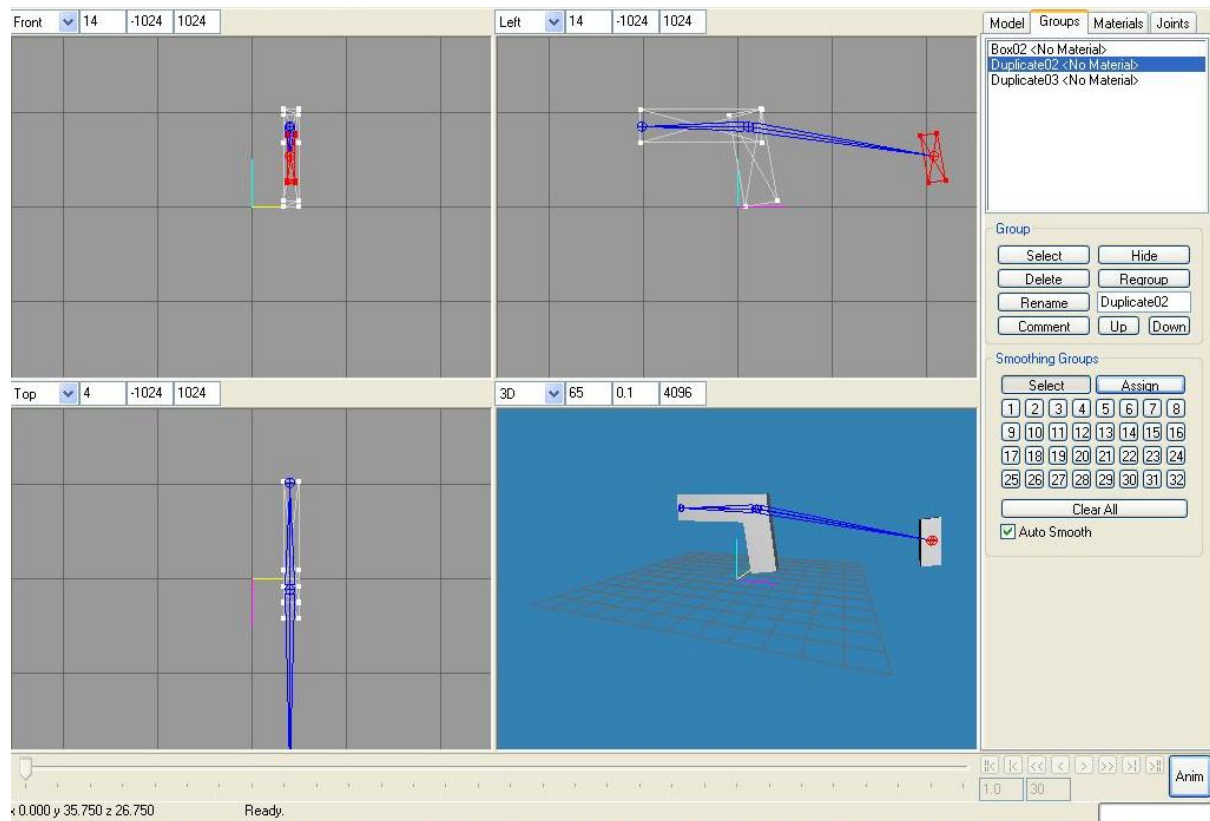 Front 14 -1024 1024
Left 14 -1024 1024
Model Groups Materials Joints
Box02 <No Material>
Duplicate02 <No Material>
Duplicate03 <No Material>
Group
Select Hide
Delete Regroup
Rename Duplicate02
Comment Up Down
Top 4 -1024 1024
3D 65 0.1 4096
Smoothing Groups
Select Assign
1 2 3 4 5 6 7 8
9 10 11 12 13 14 15 16
17 18 19 20 21 22 23 24
25 26 27 28 29 30 31 32
Clear All
Auto Smooth
|< |< << < > >> >| >||
1.0 30 Anim
x 0.000 y 35.750 z 26.750 Ready.